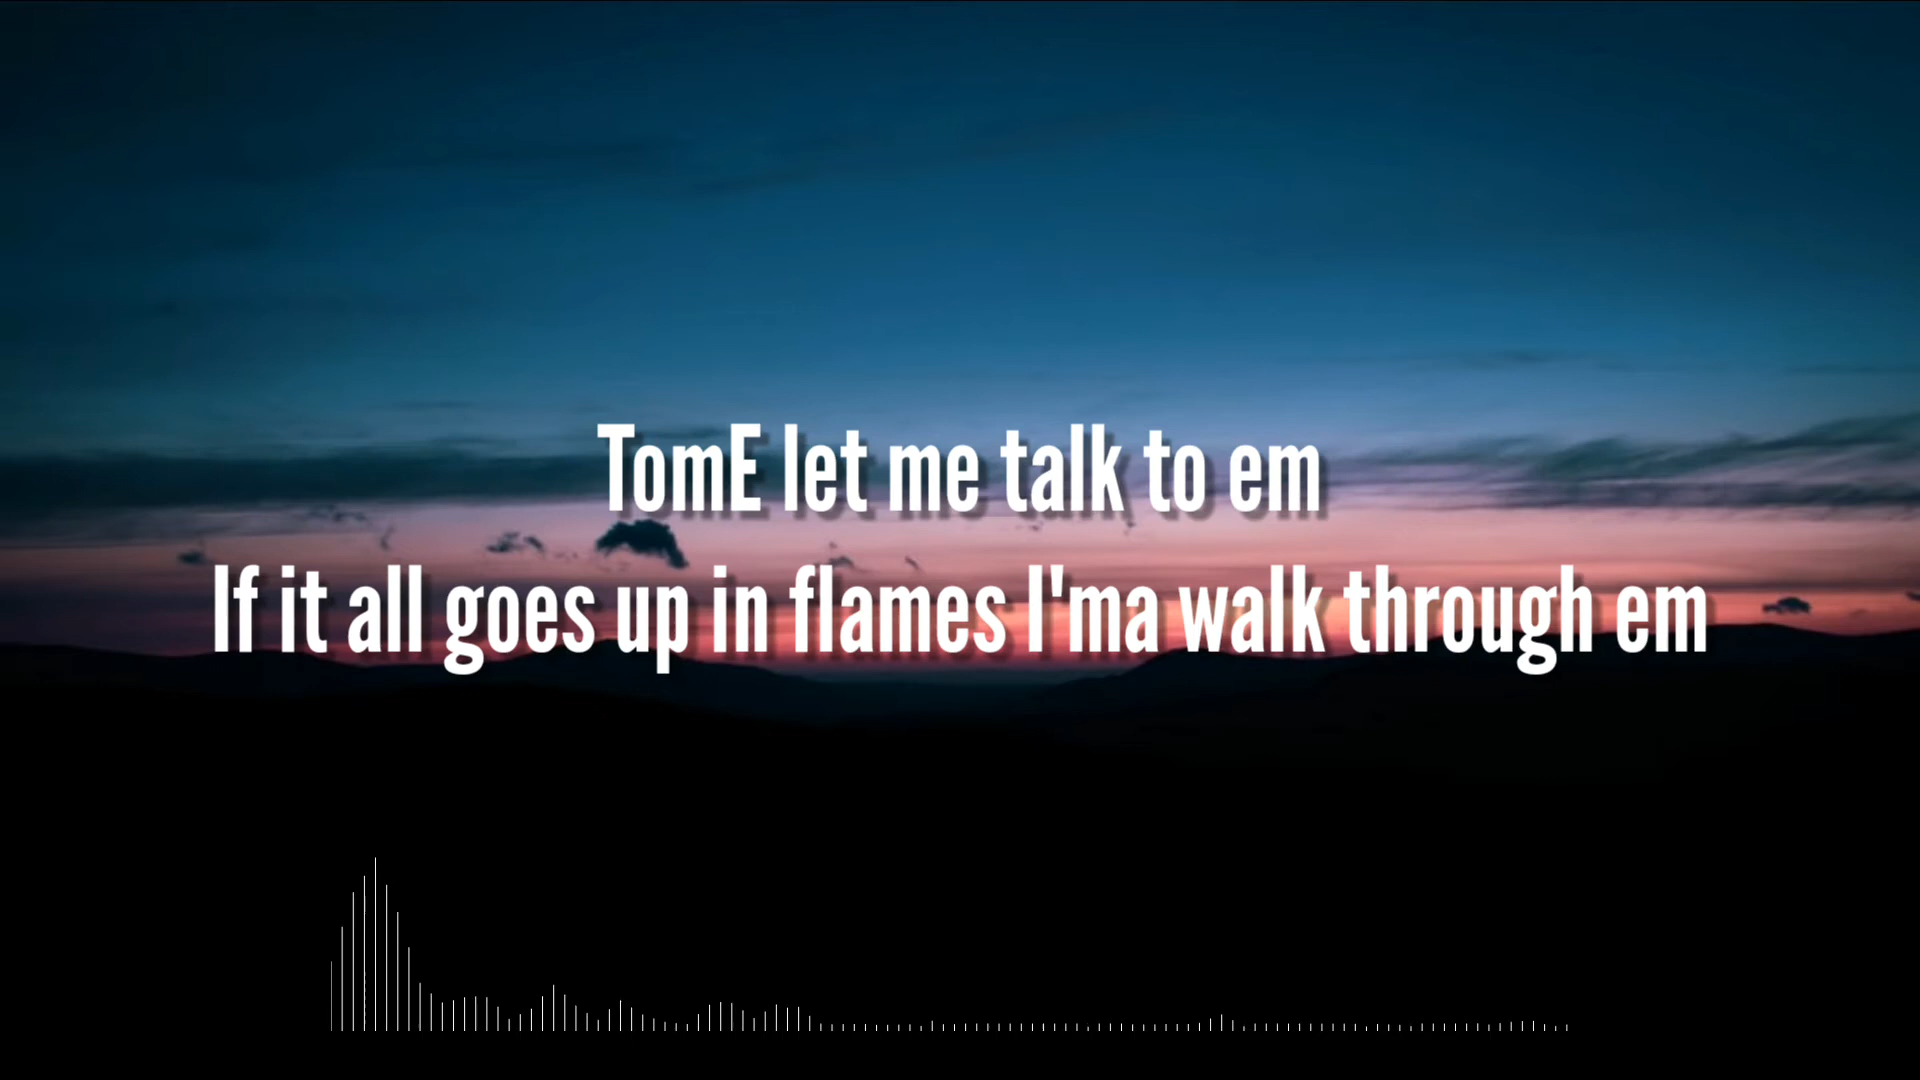 TomE let me talk to em
If it all goes up in flames I'ma walk through em